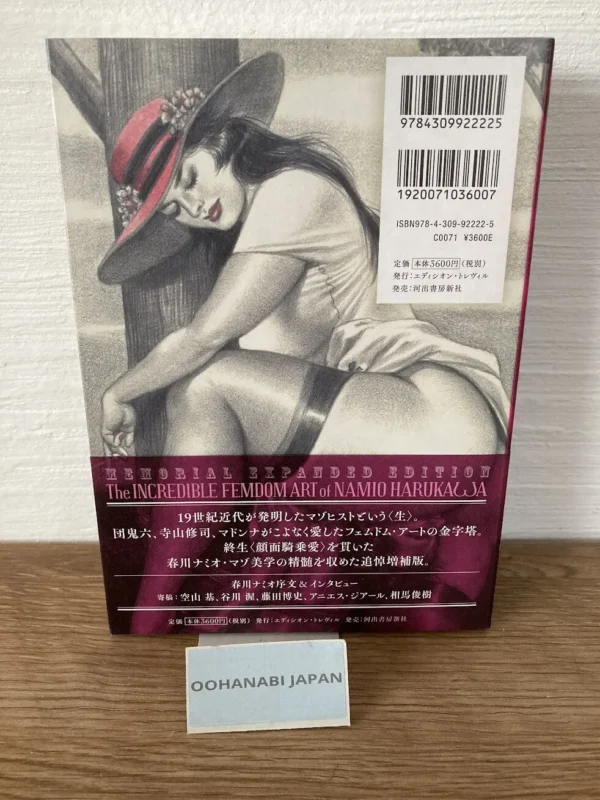 9784309922225
1920071036007
ISBN978-4-309-92222-5
C0071 ¥3600E
定価 本体3600円(税別)
発行:エディシオン・トレヴィル
発売:河出書房新社
MEMORIAL EXPANDED EDITION
The INCREDIBLE FEMDOM ART of NAMIO HARUKAWA
19世紀近代が発明したマゾヒストという〈生〉。
団鬼六、寺山修司、マドンナがこよなく愛したフェムドム・アートの金字塔。
終生〈顔面騎乗愛〉を貫いた
春川ナミオ・マゾ美学の精髄を収めた追悼増補版。
春川ナミオ序文&インタビュー
寄稿:空山 基、谷川 渥、藤田博史、アニエス・ジアール、相馬俊樹
定価 本体3600円(税別) 発行:エディシオン・トレヴィル 発売:河出書房新社
OOHANABI JAPAN